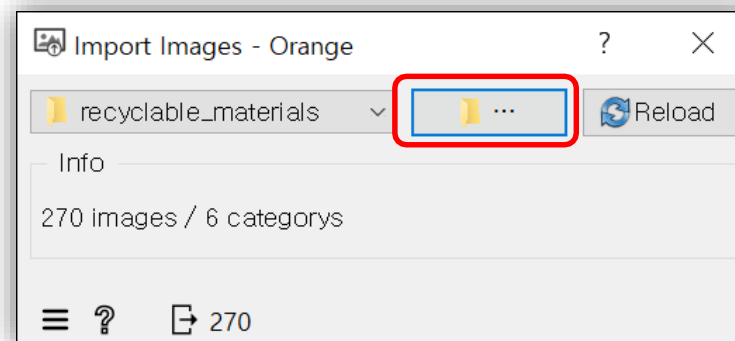 Import Images - Orange ? ×
recyclable_materials ... Reload
Info
270 images / 6 categorys
? 270